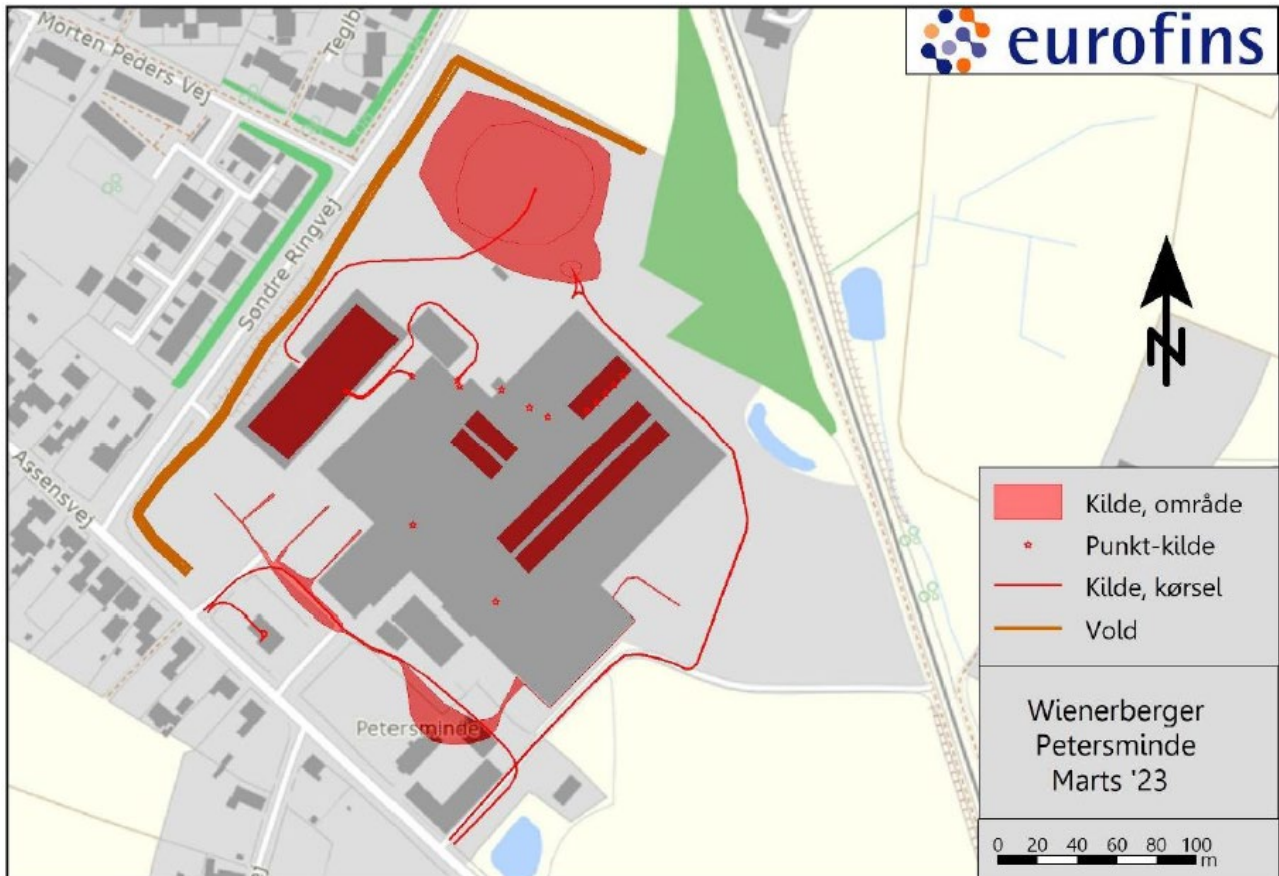 eurofins
Morten Peders Vej
Teglb
Søndre Ringvej
Assensvej
Petersminde
ej
N
Kilde, område
Punkt-kilde
Kilde, kørsel
Vold
Wienerberger
Petersminde
Marts '23
0 20 40 60 80 100
m